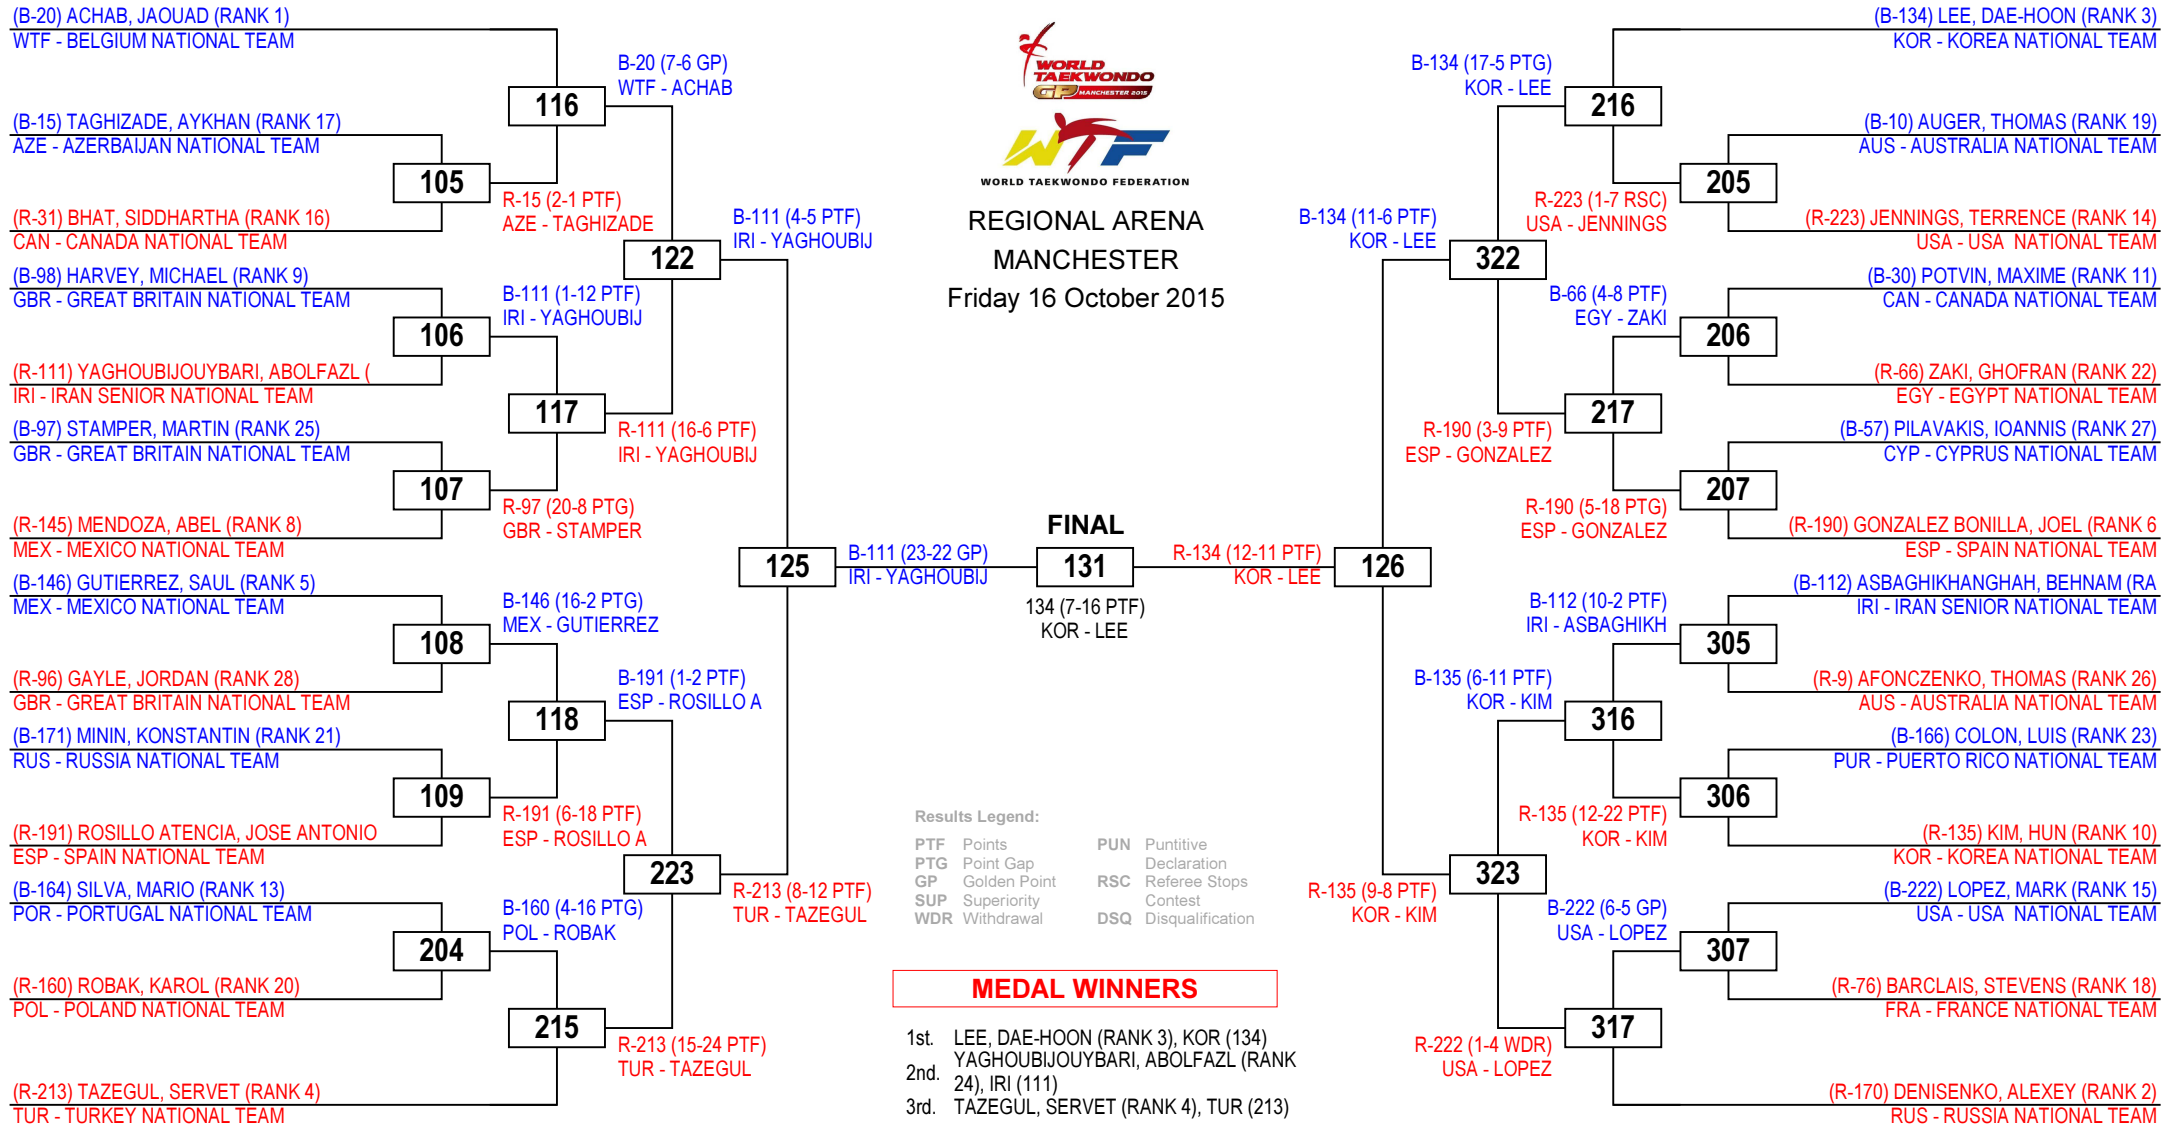 (B-20) ACHAB, JAOUAD (RANK 1)
WTF - BELGIUM NATIONAL TEAM
(B-15) TAGHIZADE, AYKHAN (RANK 17)
AZE - AZERBAIJAN NATIONAL TEAM
(R-31) BHAT, SIDDHARTHA (RANK 16)
CAN - CANADA NATIONAL TEAM
(B-98) HARVEY, MICHAEL (RANK 9)
GBR - GREAT BRITAIN NATIONAL TEAM
(R-111) YAGHOUBIJOUYBARI, ABOLFAZL (
IRI - IRAN SENIOR NATIONAL TEAM
(B-97) STAMPER, MARTIN (RANK 25)
GBR - GREAT BRITAIN NATIONAL TEAM
(R-145) MENDOZA, ABEL (RANK 8)
MEX - MEXICO NATIONAL TEAM
(B-146) GUTIERREZ, SAUL (RANK 5)
MEX - MEXICO NATIONAL TEAM
(R-96) GAYLE, JORDAN (RANK 28)
GBR - GREAT BRITAIN NATIONAL TEAM
(B-171) MININ, KONSTANTIN (RANK 21)
RUS - RUSSIA NATIONAL TEAM
(R-191) ROSILLO ATENCIA, JOSE ANTONIO
ESP - SPAIN NATIONAL TEAM
(B-164) SILVA, MARIO (RANK 13)
POR - PORTUGAL NATIONAL TEAM
(R-160) ROBAK, KAROL (RANK 20)
POL - POLAND NATIONAL TEAM
(R-213) TAZEGUL, SERVET (RANK 4)
TUR - TURKEY NATIONAL TEAM
105
106
107
108
109
204
R-15 (2-1 PTF)
AZE - TAGHIZADE
B-111 (1-12 PTF)
IRI - YAGHOUBIJ
R-97 (20-8 PTG)
GBR - STAMPER
B-146 (16-2 PTG)
MEX - GUTIERREZ
R-191 (6-18 PTF)
ESP - ROSILLO A
B-160 (4-16 PTG)
POL - ROBAK
116
117
118
215
B-20 (7-6 GP)
WTF - ACHAB
R-111 (16-6 PTF)
IRI - YAGHOUBIJ
B-191 (1-2 PTF)
ESP - ROSILLO A
R-213 (15-24 PTF)
TUR - TAZEGUL
122
223
B-111 (4-5 PTF)
IRI - YAGHOUBIJ
R-213 (8-12 PTF)
TUR - TAZEGUL
125
B-111 (23-22 GP)
IRI - YAGHOUBIJ
WORLD
TAEKWONDO
GP MANCHESTER 2015
WTF
WORLD TAEKWONDO FEDERATION
REGIONAL ARENA
MANCHESTER
Friday 16 October 2015
FINAL
131
134 (7-16 PTF)
KOR - LEE
Results Legend:
PTF Points
PTG Point Gap
GP Golden Point
SUP Superiority
WDR Withdrawal
PUN Puntitive
Declaration
RSC Referee Stops
Contest
DSQ Disqualification
MEDAL WINNERS
1st. LEE, DAE-HOON (RANK 3), KOR (134)
2nd. YAGHOUBIJOUYBARI, ABOLFAZL (RANK
24), IRI (111)
3rd. TAZEGUL, SERVET (RANK 4), TUR (213)
R-134 (12-11 PTF)
KOR - LEE
126
B-134 (11-6 PTF)
KOR - LEE
R-135 (9-8 PTF)
KOR - KIM
322
323
B-134 (17-5 PTG)
KOR - LEE
R-190 (3-9 PTF)
ESP - GONZALEZ
B-135 (6-11 PTF)
KOR - KIM
R-222 (1-4 WDR)
USA - LOPEZ
216
217
316
317
R-223 (1-7 RSC)
USA - JENNINGS
B-66 (4-8 PTF)
EGY - ZAKI
R-190 (5-18 PTG)
ESP - GONZALEZ
B-112 (10-2 PTF)
IRI - ASBAGHIKH
R-135 (12-22 PTF)
KOR - KIM
B-222 (6-5 GP)
USA - LOPEZ
205
206
207
305
306
307
(B-134) LEE, DAE-HOON (RANK 3)
KOR - KOREA NATIONAL TEAM
(B-10) AUGER, THOMAS (RANK 19)
AUS - AUSTRALIA NATIONAL TEAM
(R-223) JENNINGS, TERRENCE (RANK 14)
USA - USA NATIONAL TEAM
(B-30) POTVIN, MAXIME (RANK 11)
CAN - CANADA NATIONAL TEAM
(R-66) ZAKI, GHOFRAN (RANK 22)
EGY - EGYPT NATIONAL TEAM
(B-57) PILAVAKIS, IOANNIS (RANK 27)
CYP - CYPRUS NATIONAL TEAM
(R-190) GONZALEZ BONILLA, JOEL (RANK 6
ESP - SPAIN NATIONAL TEAM
(B-112) ASBAGHIKHANGHAH, BEHNAM (RA
IRI - IRAN SENIOR NATIONAL TEAM
(R-9) AFONCZENKO, THOMAS (RANK 26)
AUS - AUSTRALIA NATIONAL TEAM
(B-166) COLON, LUIS (RANK 23)
PUR - PUERTO RICO NATIONAL TEAM
(R-135) KIM, HUN (RANK 10)
KOR - KOREA NATIONAL TEAM
(B-222) LOPEZ, MARK (RANK 15)
USA - USA NATIONAL TEAM
(R-76) BARCLAIS, STEVENS (RANK 18)
FRA - FRANCE NATIONAL TEAM
(R-170) DENISENKO, ALEXEY (RANK 2)
RUS - RUSSIA NATIONAL TEAM